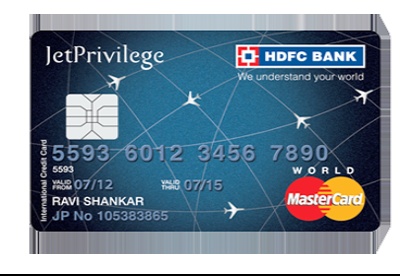 JetPrivilege
HDFC BANK
We understand your world
International Credit Card
5593 6012 3456 7890
5593
VALID FROM 07/12 VALID THRU 07/15
WORLD
RAVI SHANKAR
MasterCard
JP No 105383865